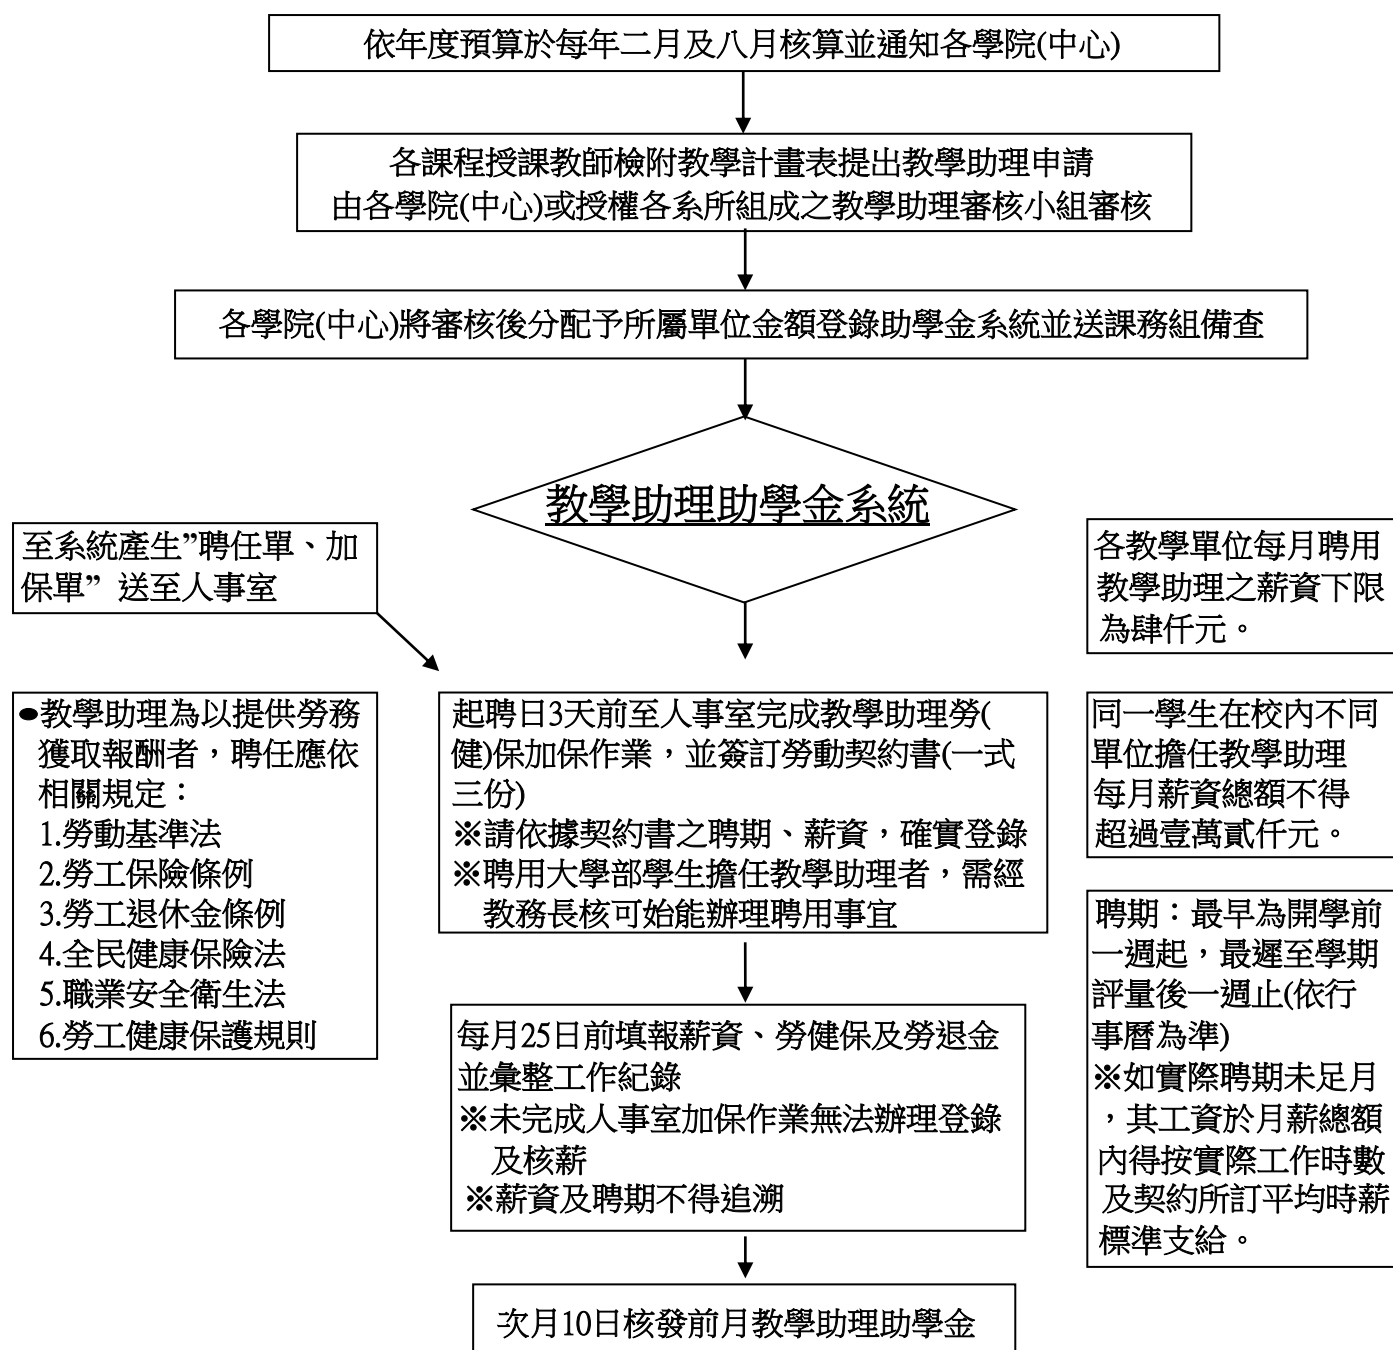 依年度預算於每年二月及八月核算並通知各學院(中心)
各課程授課教師檢附教學計畫表提出教學助理申請
由各學院(中心)或授權各系所組成之教學助理審核小組審核
各學院(中心)將審核後分配予所屬單位金額登錄助學金系統並送課務組備查
教學助理助學金系統
至系統產生”聘任單、加
保單” 送至人事室
●教學助理為以提供勞務
獲取報酬者，聘任應依
相關規定：
1.勞動基準法
2.勞工保險條例
3.勞工退休金條例
4.全民健康保險法
5.職業安全衛生法
6.勞工健康保護規則
起聘日3天前至人事室完成教學助理勞(
健)保加保作業，並簽訂勞動契約書(一式
三份)
※請依據契約書之聘期、薪資，確實登錄
※聘用大學部學生擔任教學助理者，需經
教務長核可始能辦理聘用事宜
每月25日前填報薪資、勞健保及勞退金
並彙整工作紀錄
※未完成人事室加保作業無法辦理登錄
及核薪
※薪資及聘期不得追溯
次月10日核發前月教學助理助學金
各教學單位每月聘用
教學助理之薪資下限
為肆仟元。
同一學生在校內不同
單位擔任教學助理
每月薪資總額不得
超過壹萬貳仟元。
聘期：最早為開學前
一週起，最遲至學期
評量後一週止(依行
事曆為準)
※如實際聘期未足月
，其工資於月薪總額
內得按實際工作時數
及契約所訂平均時薪
標準支給。